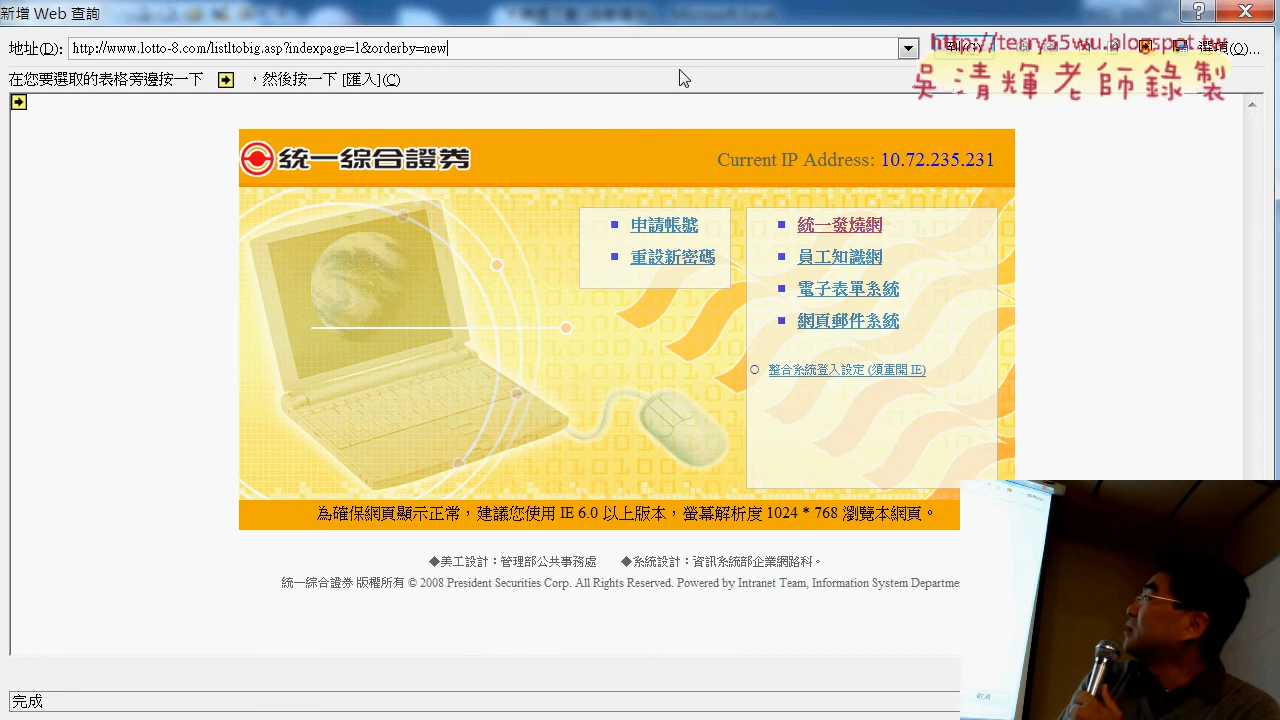 新增 Web 查詢
地址(D): http://www.lotto-8.com/listltobig.asp?indexpage=1&orderby=new
選項(O)...
http://terry55wu.blogspot.tw
吳清輝老師錄製
在您要選取的表格旁邊按一下 ，然後按一下 [匯入](C)
統一綜合證券 Current IP Address: 10.72.235.231
申請帳號
重設新密碼
統一發燒網
員工知識網
電子表單系統
網頁郵件系統
整合系統登入設定 (須重開 IE)
為確保網頁顯示正常，建議您使用 IE 6.0 以上版本，螢幕解析度 1024 * 768 瀏覽本網頁。
◆美工設計：管理部公共事務處 ◆系統設計：資訊系統部企業網路科。
統一綜合證券 版權所有 © 2008 President Securities Corp. All Rights Reserved. Powered by Intranet Team, Information System Departme
完成